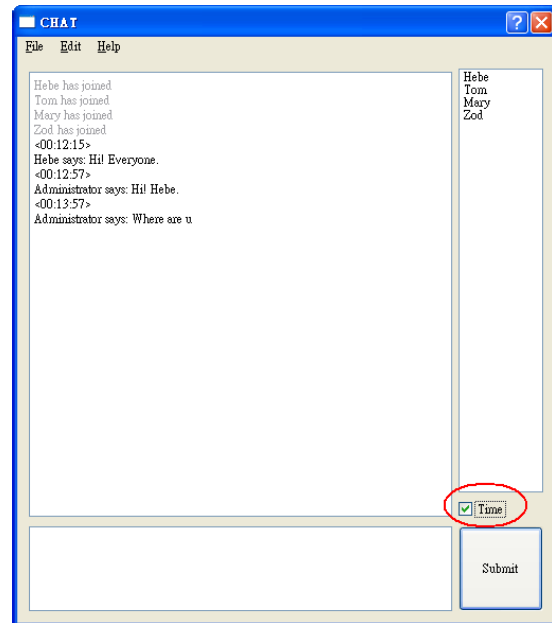 CHAT
File Edit Help
Hebe has joined
Tom has joined
Mary has joined
Zod has joined
<00:12:15>
Hebe says: Hi! Everyone.
<00:12:57>
Administrator says: Hi! Hebe.
<00:13:57>
Administrator says: Where are u
Hebe
Tom
Mary
Zod
Time
Submit